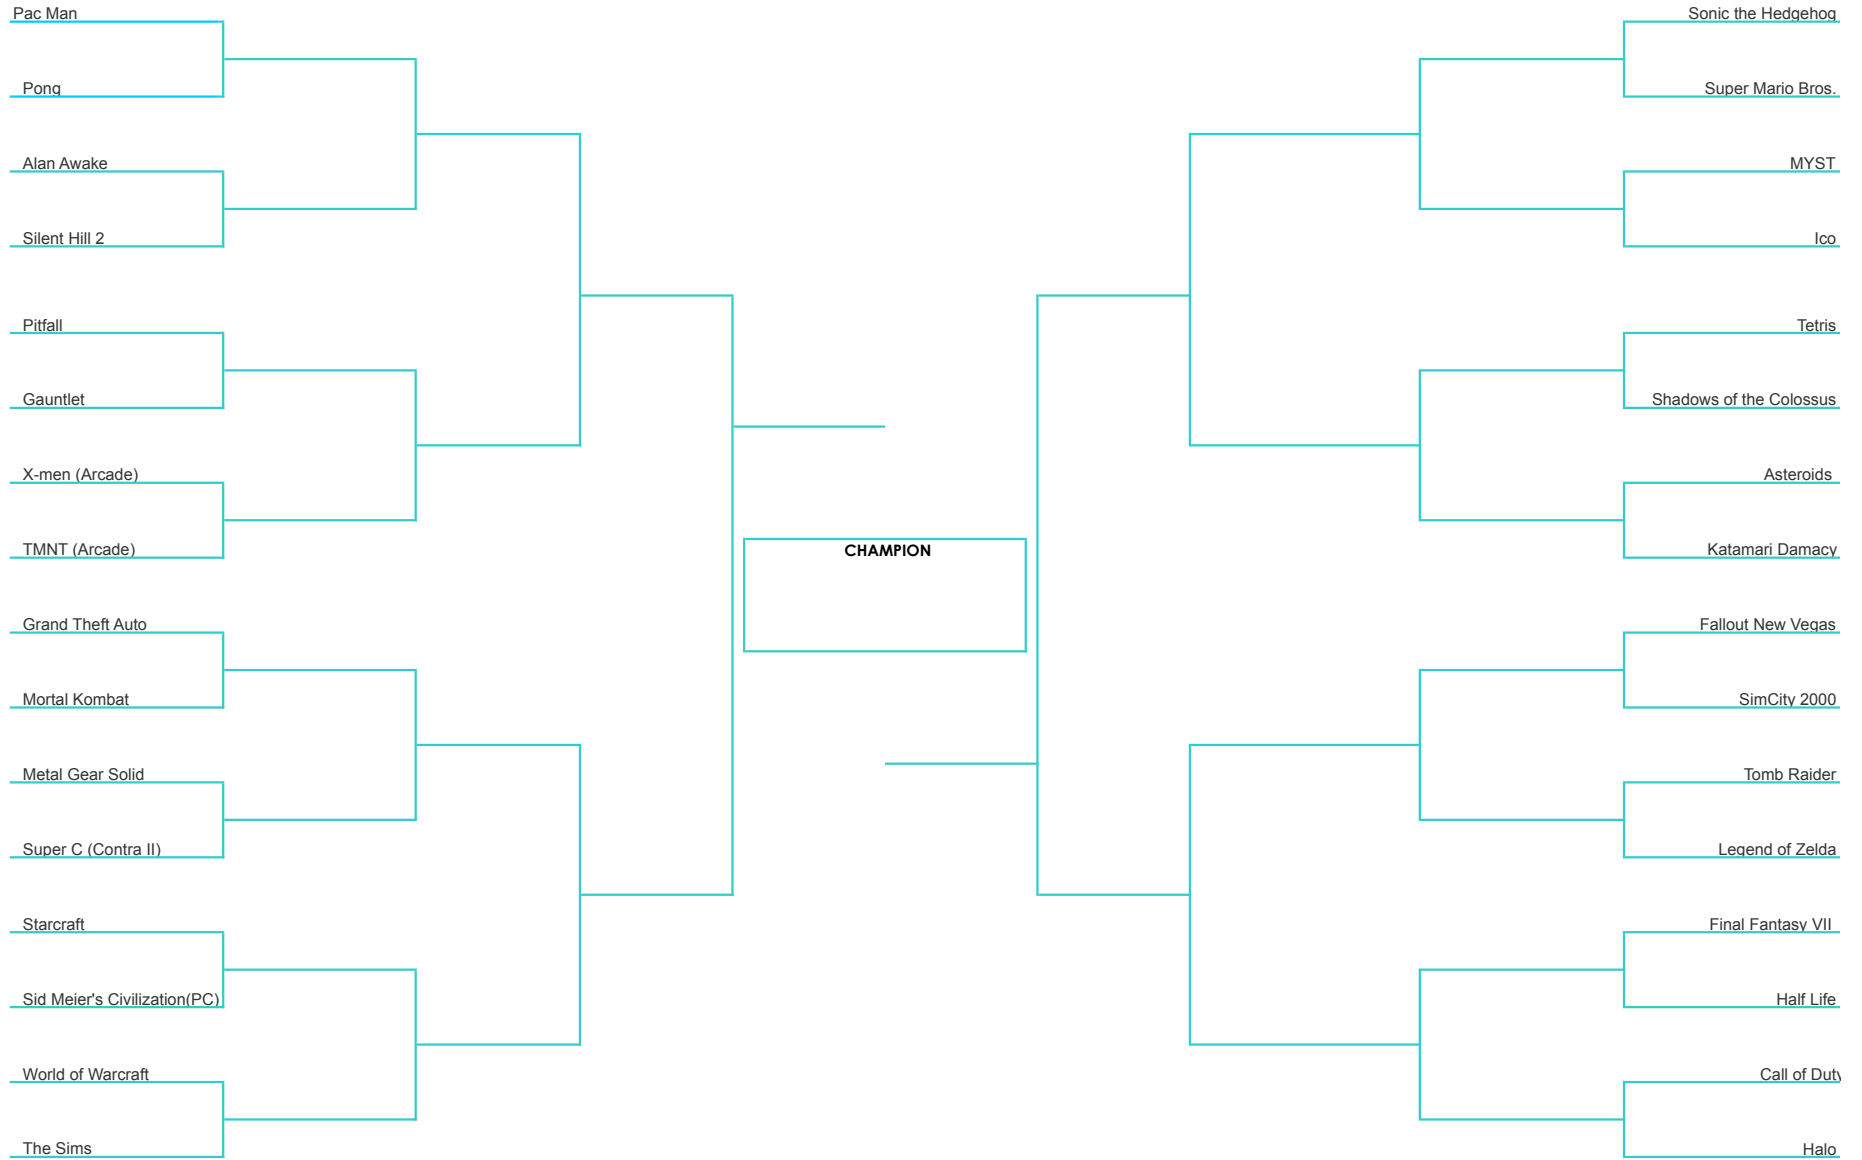 Pac Man
Pong
Alan Awake
Silent Hill 2
Pitfall
Gauntlet
X-men (Arcade)
TMNT (Arcade)
Grand Theft Auto
Mortal Kombat
Metal Gear Solid
Super C (Contra II)
Starcraft
Sid Meier's Civilization(PC)
World of Warcraft
The Sims
CHAMPION
Sonic the Hedgehog
Super Mario Bros.
MYST
Ico
Tetris
Shadows of the Colossus
Asteroids
Katamari Damacy
Fallout New Vegas
SimCity 2000
Tomb Raider
Legend of Zelda
Final Fantasy VII
Half Life
Call of Duty
Halo